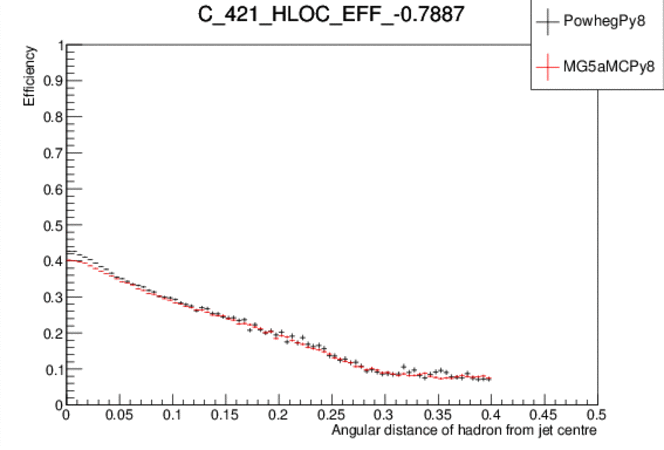 C_421_HLOC_EFF_-0.7887
PowhegPy8
MG5aMCPy8
Efficiency
1
0.9
0.8
0.7
0.6
0.5
0.4
0.3
0.2
0.1
0
0 0.05 0.1 0.15 0.2 0.25 0.3 0.35 0.4 0.45 0.5
Angular distance of hadron from jet centre